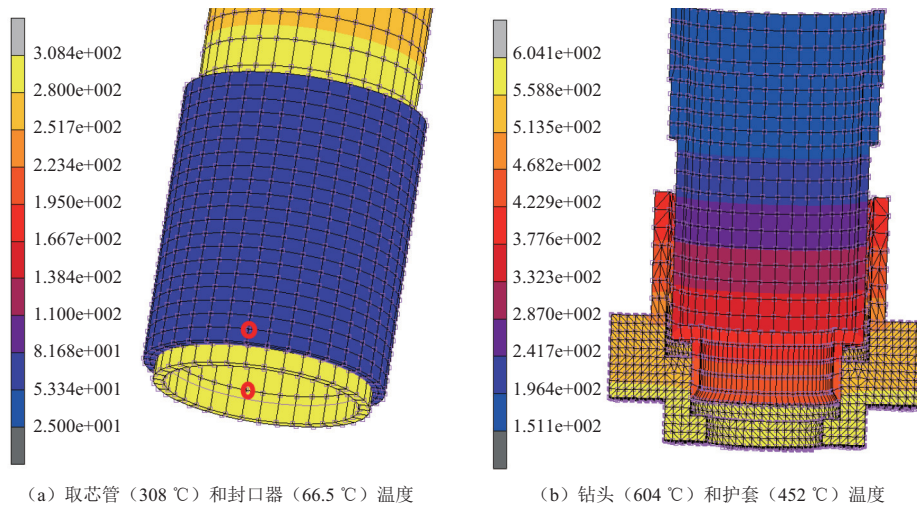 3.084e+002
2.800e+002
2.517e+002
2.234e+002
1.950e+002
1.667e+002
1.384e+002
1.100e+002
8.168e+001
5.334e+001
2.500e+001
(a) 取芯管（308 ℃）和封口器（66.5 ℃）温度
6.041e+002
5.588e+002
5.135e+002
4.682e+002
4.229e+002
3.776e+002
3.323e+002
2.870e+002
2.417e+002
1.964e+002
1.511e+002
(b) 钻头（604 ℃）和护套（452 ℃）温度